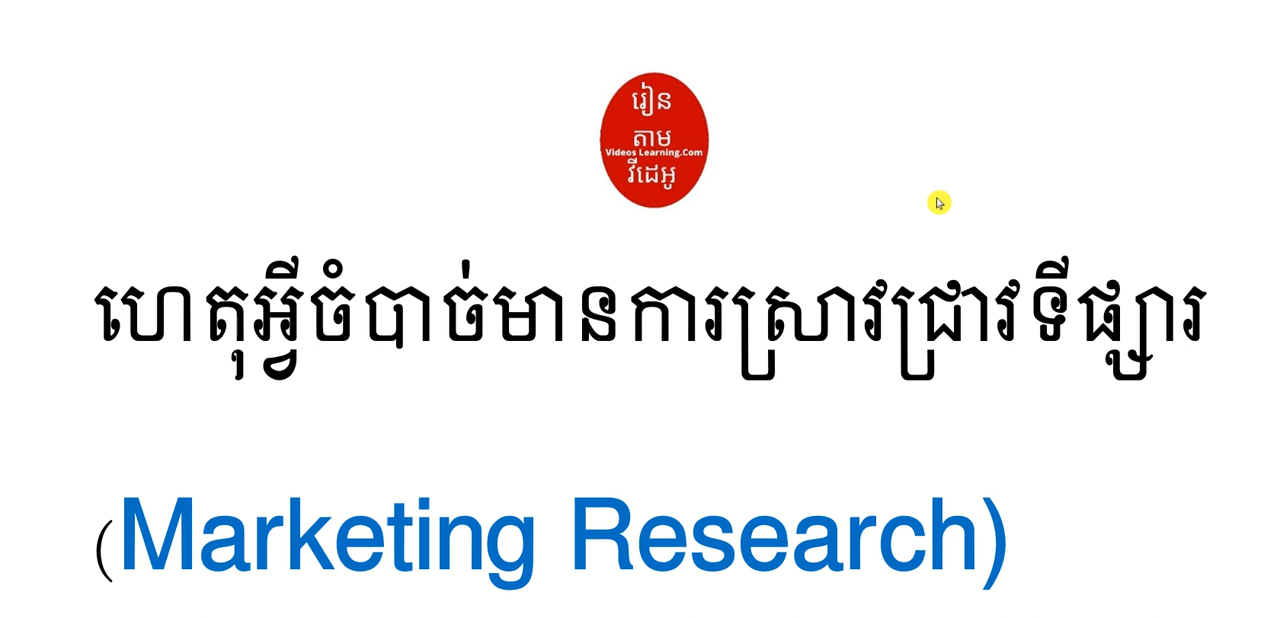 រៀន
តាម
Videos Learning.Com
វីដេអូ
ហេតុអ្វីចំបាច់មានការស្រាវជ្រាវទីផ្សារ
(Marketing Research)